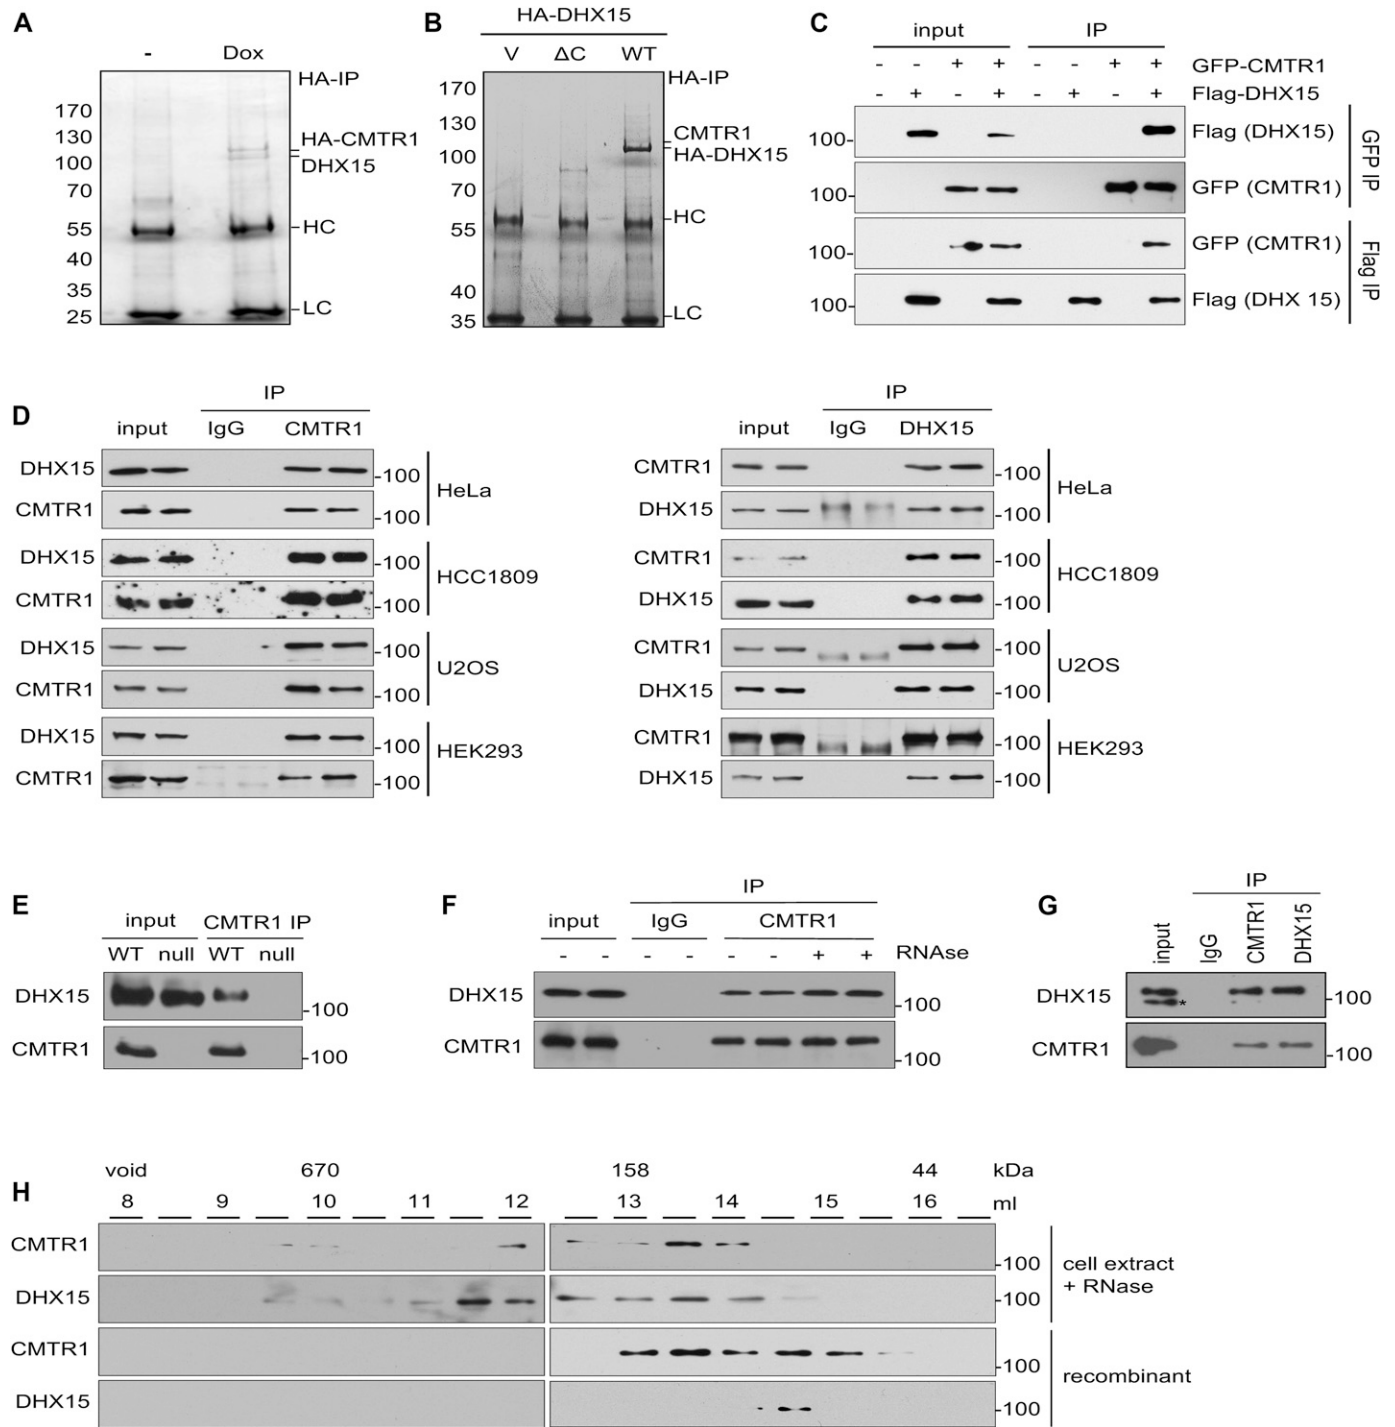 A
- Dox
HA-IP
170
130
100
70
55
40
35
25
HA-CMTR1
DHX15
HC
LC
B
HA-DHX15
V ΔC WT
HA-IP
170
130
100
70
55
40
35
CMTR1
HA-DHX15
HC
LC
C
input IP
- - + + - - + + GFP-CMTR1
- + - + - + - + Flag-DHX15
100- Flag (DHX15)
100- GFP (CMTR1)
GFP IP
100- GFP (CMTR1)
100- Flag (DHX 15)
Flag IP
D
IP
input IgG CMTR1
DHX15 -100
CMTR1 -100
HeLa
DHX15 -100
CMTR1 -100
HCC1809
DHX15 -100
CMTR1 -100
U2OS
DHX15 -100
CMTR1 -100
HEK293
IP
input IgG DHX15
CMTR1 -100
DHX15 -100
HeLa
CMTR1 -100
DHX15 -100
HCC1809
CMTR1 -100
DHX15 -100
U2OS
CMTR1 -100
DHX15 -100
HEK293
E
input CMTR1 IP
WT null WT null
DHX15 -100
CMTR1 -100
F
IP
input IgG CMTR1
- - - - - - + + RNAse
DHX15 -100
CMTR1 -100
G
IP
input IgG CMTR1 DHX15
DHX15 * -100
CMTR1 -100
H
void 670 158 44 kDa
8 9 10 11 12 13 14 15 16 ml
CMTR1 -100
DHX15 -100
cell extract
+ RNase
CMTR1 -100
DHX15 -100
recombinant